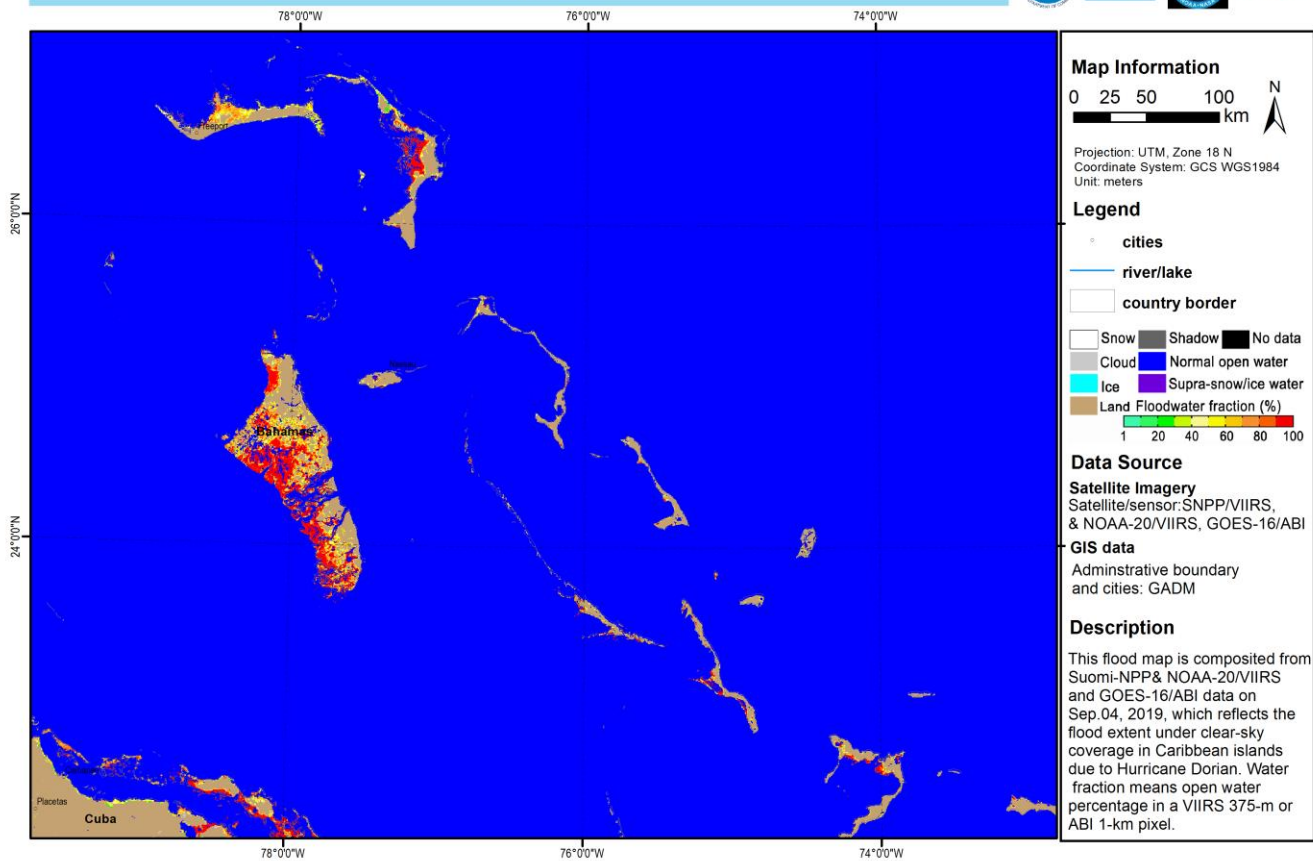 78°0'0"W 76°0'0"W 74°0'0"W
26°0'0"N
24°0'0"N
Freeport
Bahamas
Placetas
Cuba
78°0'0"W 76°0'0"W 74°0'0"W
Map Information
0 25 50 100
km
N
Projection: UTM, Zone 18 N
Coordinate System: GCS WGS1984
Unit: meters
Legend
cities
river/lake
country border
Snow Shadow No data
Cloud Normal open water
Ice Supra-snow/ice water
Land Floodwater fraction (%)
1 20 40 60 80 100
Data Source
Satellite Imagery
Satellite/sensor:SNPP/VIIRS,
& NOAA-20/VIIRS, GOES-16/ABI
GIS data
Adminstrative boundary
and cities: GADM
Description
This flood map is composited from
Suomi-NPP& NOAA-20/VIIRS
and GOES-16/ABI data on
Sep.04, 2019, which reflects the
flood extent under clear-sky
coverage in Caribbean islands
due to Hurricane Dorian. Water
fraction means open water
percentage in a VIIRS 375-m or
ABI 1-km pixel.